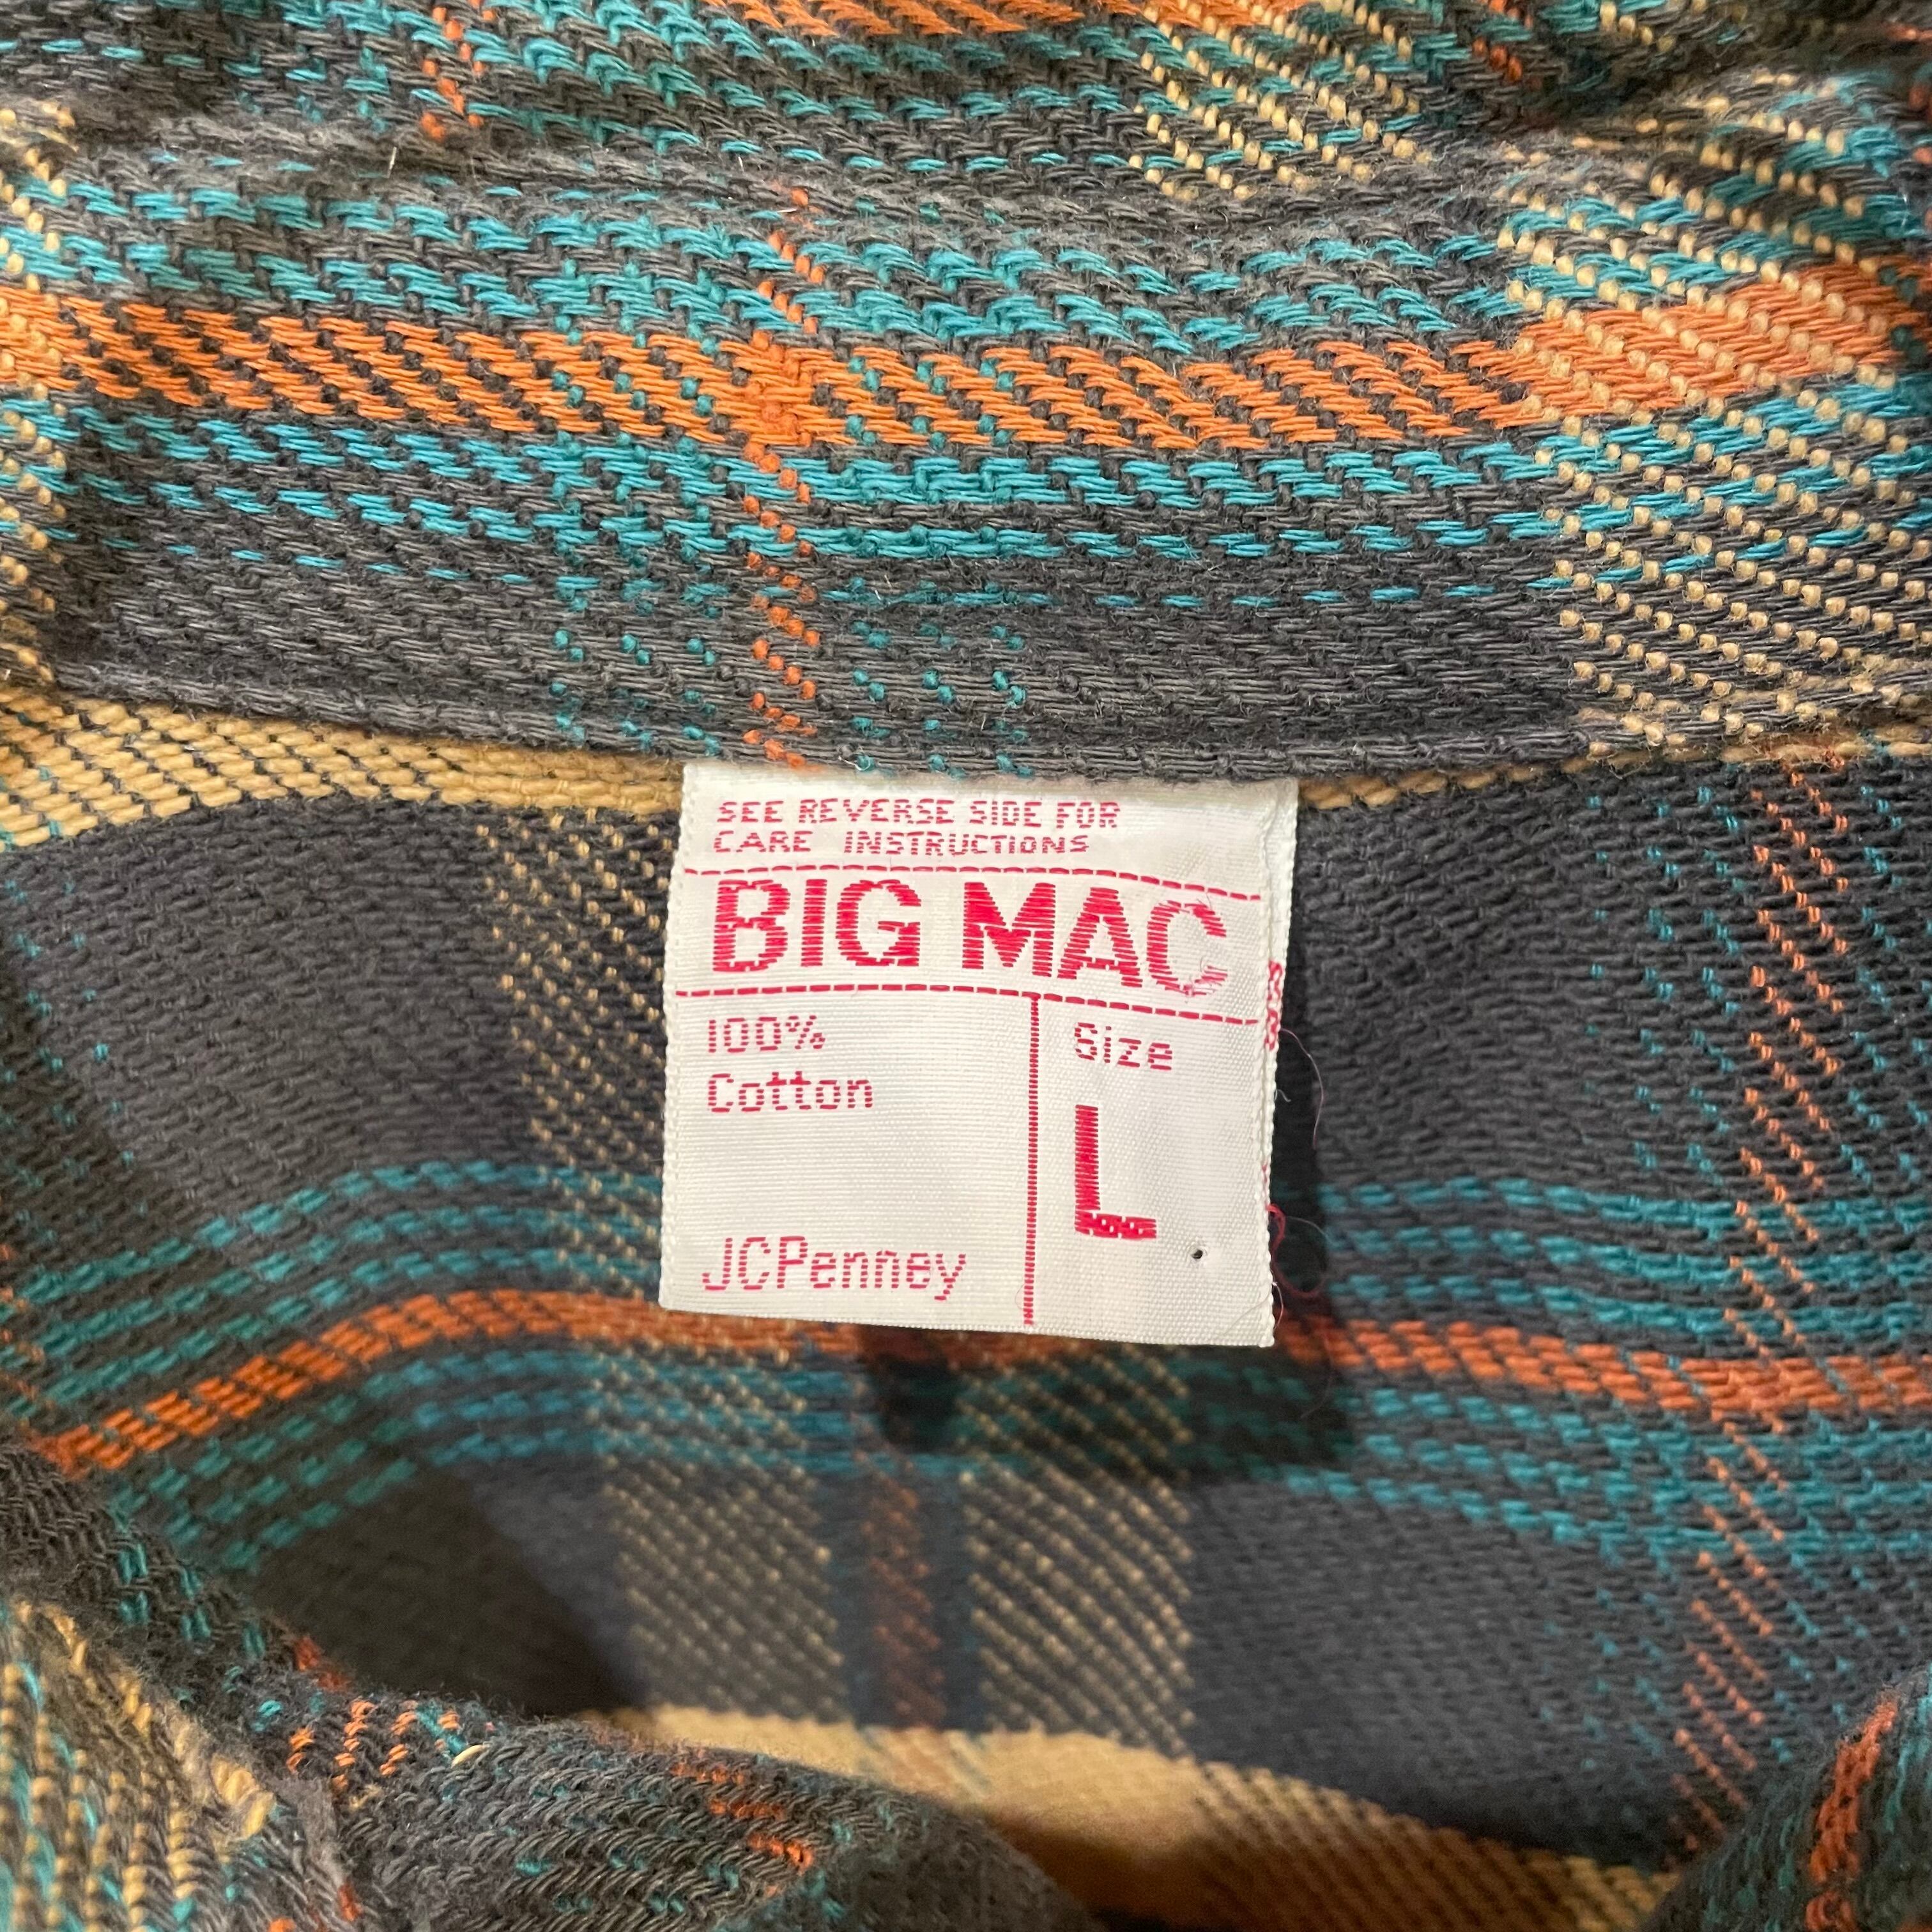 SEE REVERSE SIDE FOR
CARE INSTRUCTIONS
BIG MAC
100%
Cotton
Size
L
JCPenney